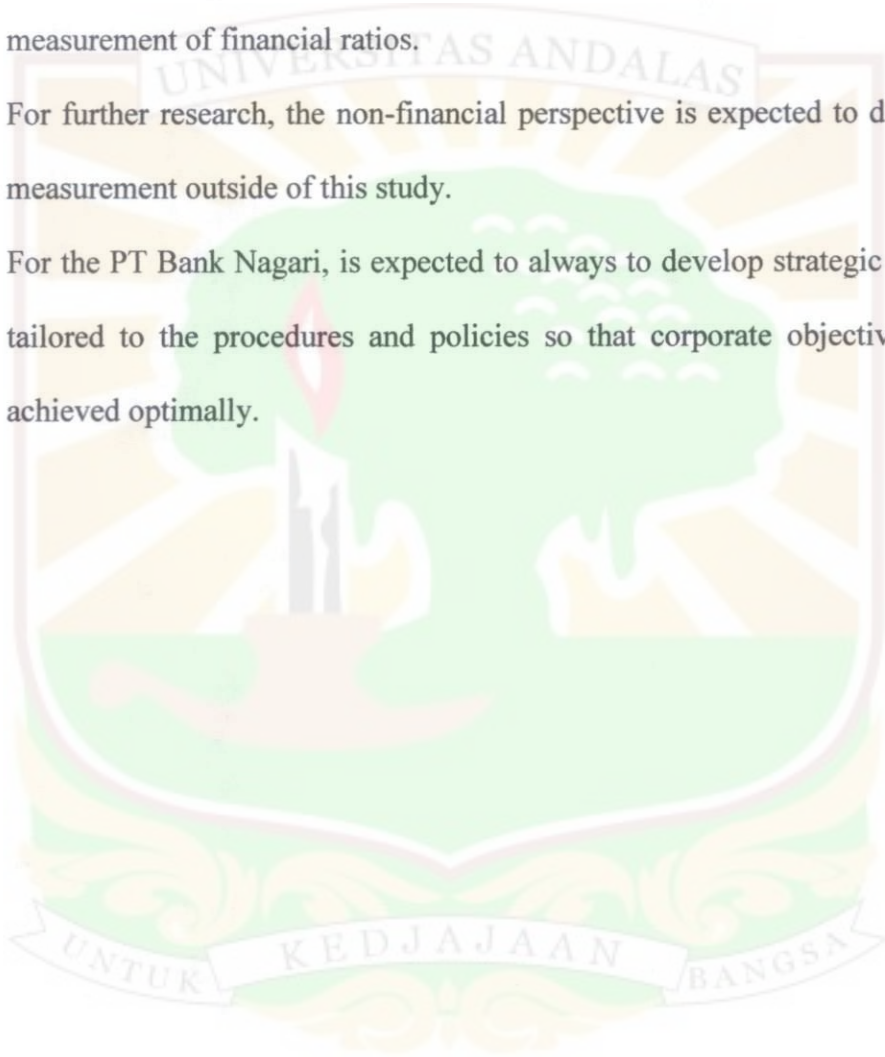 measurement of financial ratios.
UNIVERSITAS ANDALAS
For further research, the non-financial perspective is expected to d
measurement outside of this study.
For the PT Bank Nagari, is expected to always to develop strategic
tailored to the procedures and policies so that corporate objectiv
achieved optimally.
UNTUK KEDJAJAAN BANGSA